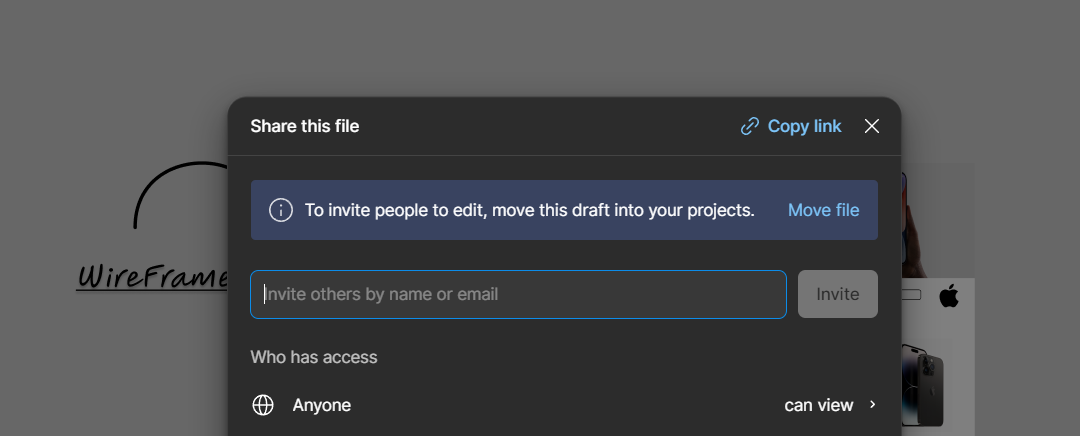 Share this file
Copy link
To invite people to edit, move this draft into your projects.
Move file
WireFrame
Invite others by name or email
Invite
Who has access
Anyone
can view